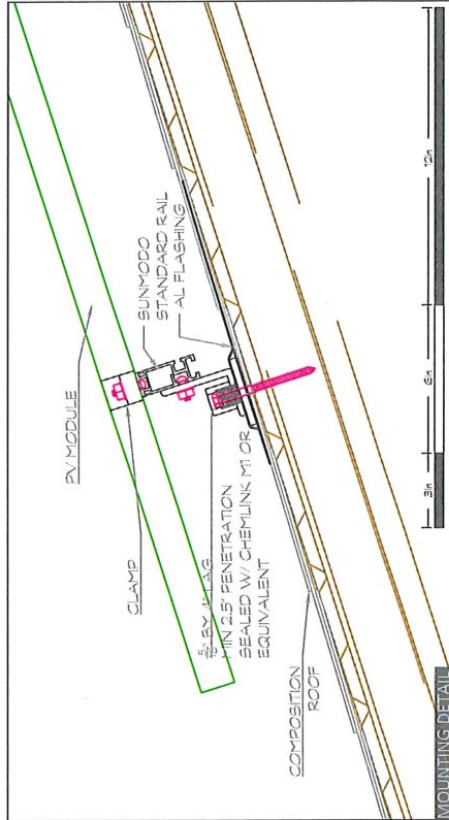 PV MODULE
CLAMP
SUNMODO
STANDARD RAIL
AL FLASHING
5/16" BY 4" LAG
MIN 2.5" PENETRATION
SEALED W/ CHEMLINK M1 OR
EQUIVALENT
COMPOSITION
ROOF
3in
6in
12in
MOUNTING DETAIL